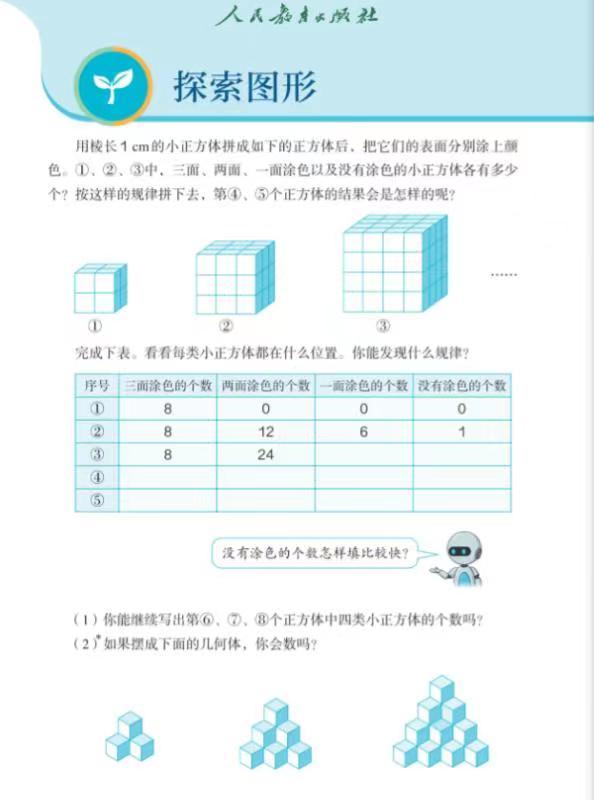 人民教育出版社
探索图形
用棱长1 cm的小正方体拼成如下的正方体后，把它们的表面分别涂上颜
色。①、②、③中，三面、两面、一面涂色以及没有涂色的小正方体各有多少
个？按这样的规律拼下去，第④、⑤个正方体的结果会是怎样的呢？
……
① ② ③
完成下表。看看每类小正方体都在什么位置。你能发现什么规律？
序号 三面涂色的个数 两面涂色的个数 一面涂色的个数 没有涂色的个数
① 8 0 0 0
② 8 12 6 1
③ 8 24
④
⑤
没有涂色的个数怎样填比较快？
（1）你能继续写出第⑥、⑦、⑧个正方体中四类小正方体的个数吗？
（2）*如果摆成下面的几何体，你会数吗？